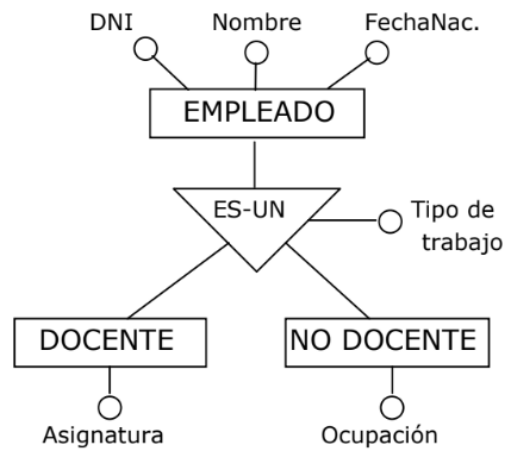 DNI
Nombre
FechaNac.
EMPLEADO
ES-UN
Tipo de
trabajo
DOCENTE
NO DOCENTE
Asignatura
Ocupación